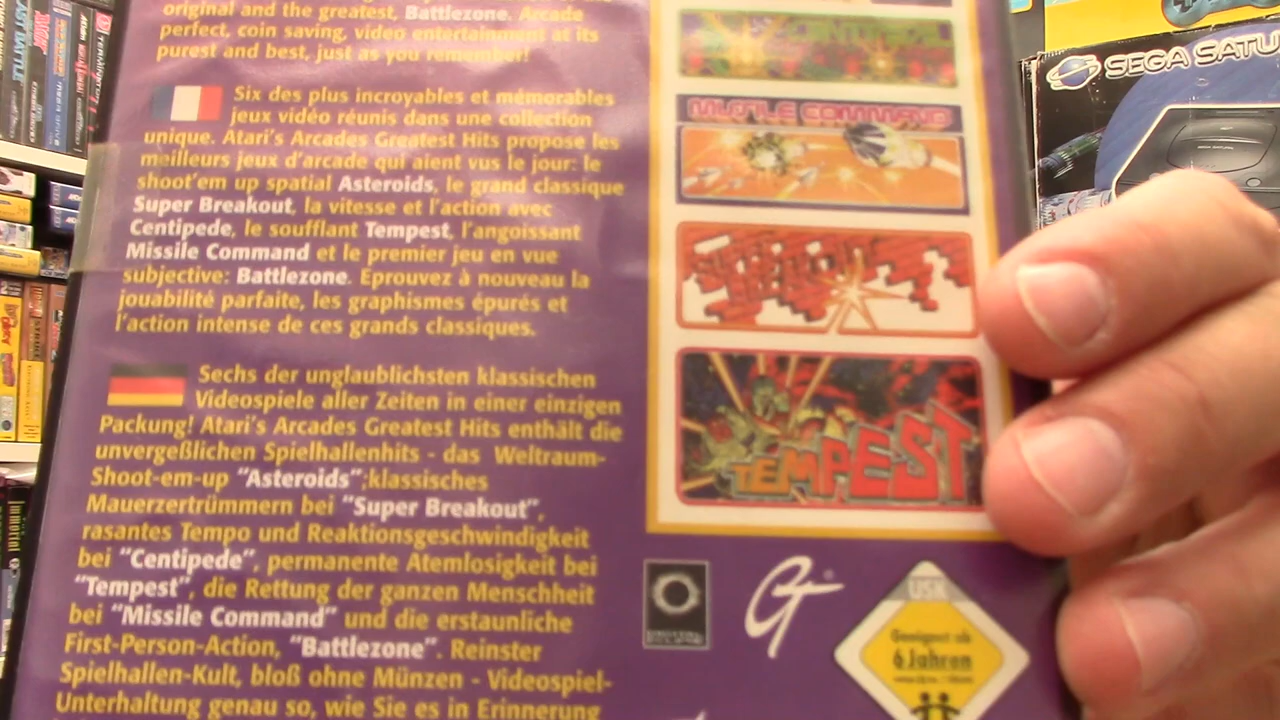 original and the greatest, Battlezone. Arcade
perfect, coin saving, video entertainment at its
purest and best, just as you remember!
Six des plus incroyables et mémorables
jeux vidéo réunis dans une collection
unique. Atari's Arcades Greatest Hits propose les
meilleurs jeux d'arcade qui aient vus le jour: le
shoot'em up spatial Asteroids, le grand classique
Super Breakout, la vitesse et l'action avec
Centipede, le soufflant Tempest, l'angoissant
Missile Command et le premier jeu en vue
subjective: Battlezone. Eprouvez à nouveau la
jouabilité parfaite, les graphismes épurés et
l'action intense de ces grands classiques.
Sechs der unglaublichsten klassischen
Videospiele aller Zeiten in einer einzigen
Packung! Atari's Arcades Greatest Hits enthält die
unvergeßlichen Spielhallenhits - das Weltraum-
Shoot-em-up "Asteroids";klassisches
Mauerzertrümmern bei "Super Breakout",
rasantes Tempo und Reaktionsgeschwindigkeit
bei "Centipede", permanente Atemlosigkeit bei
"Tempest", die Rettung der ganzen Menschheit
bei "Missile Command" und die erstaunliche
First-Person-Action, "Battlezone". Reinster
Spielhallen-Kult, bloß ohne Münzen - Videospiel-
Unterhaltung genau so, wie Sie es in Erinnerung
CENTIPEDE
MISSILE COMMAND
SUPER BREAKOUT
TEMPEST
GT
USK
Geeignet ab
6 Jahren
SEGA SATU